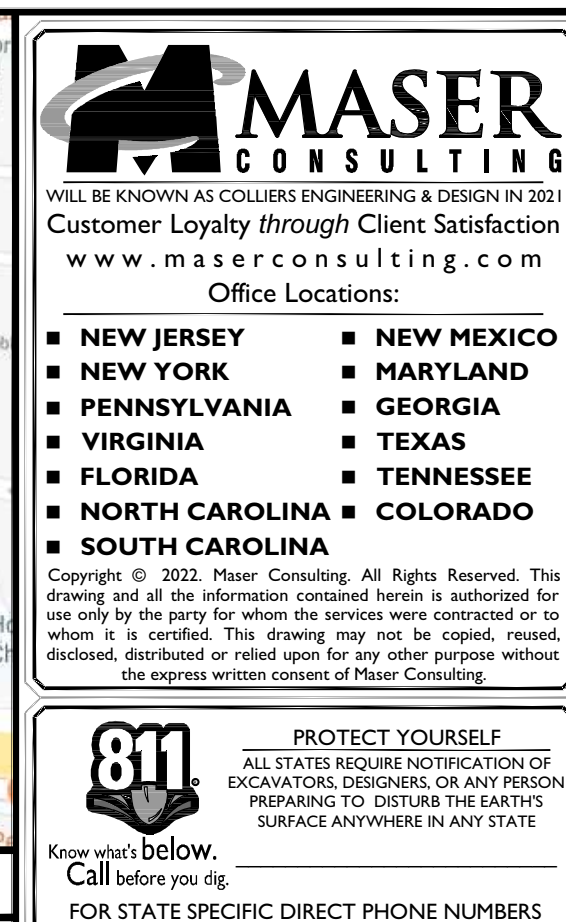 MASER
CONSULTING
WILL BE KNOWN AS COLLIERS ENGINEERING & DESIGN IN 2021
Customer Loyalty through Client Satisfaction
www.maserconsulting.com
Office Locations:
■ NEW JERSEY
■ NEW YORK
■ PENNSYLVANIA
■ VIRGINIA
■ FLORIDA
■ NORTH CAROLINA
■ SOUTH CAROLINA
■ NEW MEXICO
■ MARYLAND
■ GEORGIA
■ TEXAS
■ TENNESSEE
■ COLORADO
Copyright © 2022. Maser Consulting. All Rights Reserved. This
drawing and all the information contained herein is authorized for
use only by the party for whom the services were contracted or to
whom it is certified. This drawing may not be copied, reused,
disclosed, distributed or relied upon for any other purpose without
the express written consent of Maser Consulting.
811®
Know what's below.
Call before you dig.
PROTECT YOURSELF
ALL STATES REQUIRE NOTIFICATION OF
EXCAVATORS, DESIGNERS, OR ANY PERSON
PREPARING TO DISTURB THE EARTH'S
SURFACE ANYWHERE IN ANY STATE
FOR STATE SPECIFIC DIRECT PHONE NUMBERS